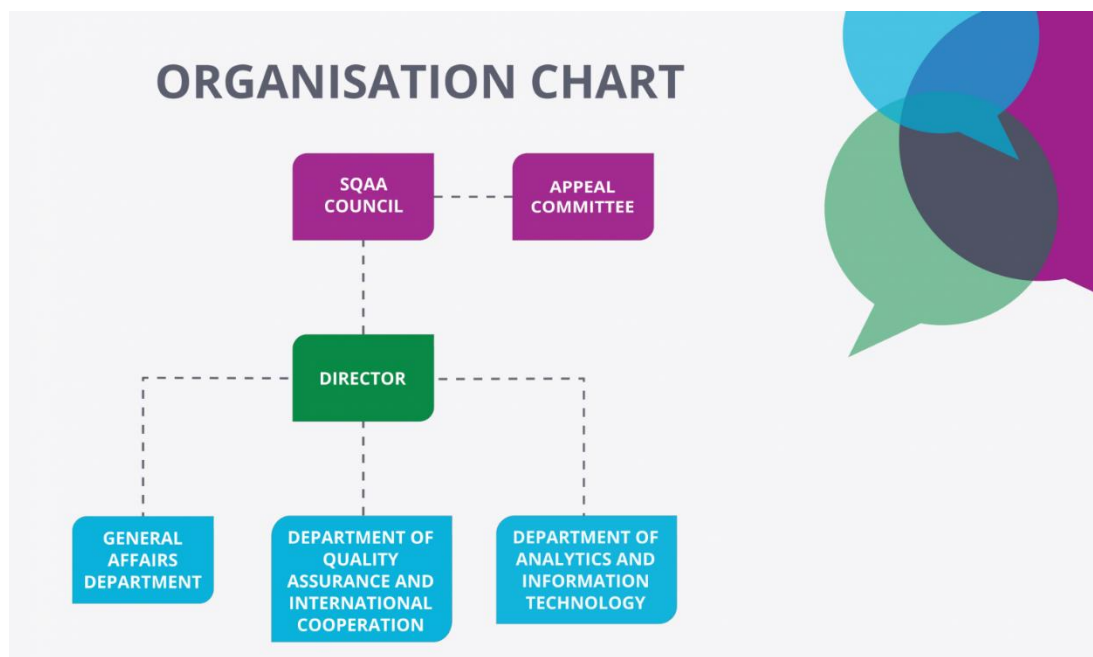 ORGANISATION CHART
SQAA
COUNCIL
APPEAL
COMMITTEE
DIRECTOR
GENERAL
AFFAIRS
DEPARTMENT
DEPARTMENT OF
QUALITY
ASSURANCE AND
INTERNATIONAL
COOPERATION
DEPARTMENT OF
ANALYTICS AND
INFORMATION
TECHNOLOGY